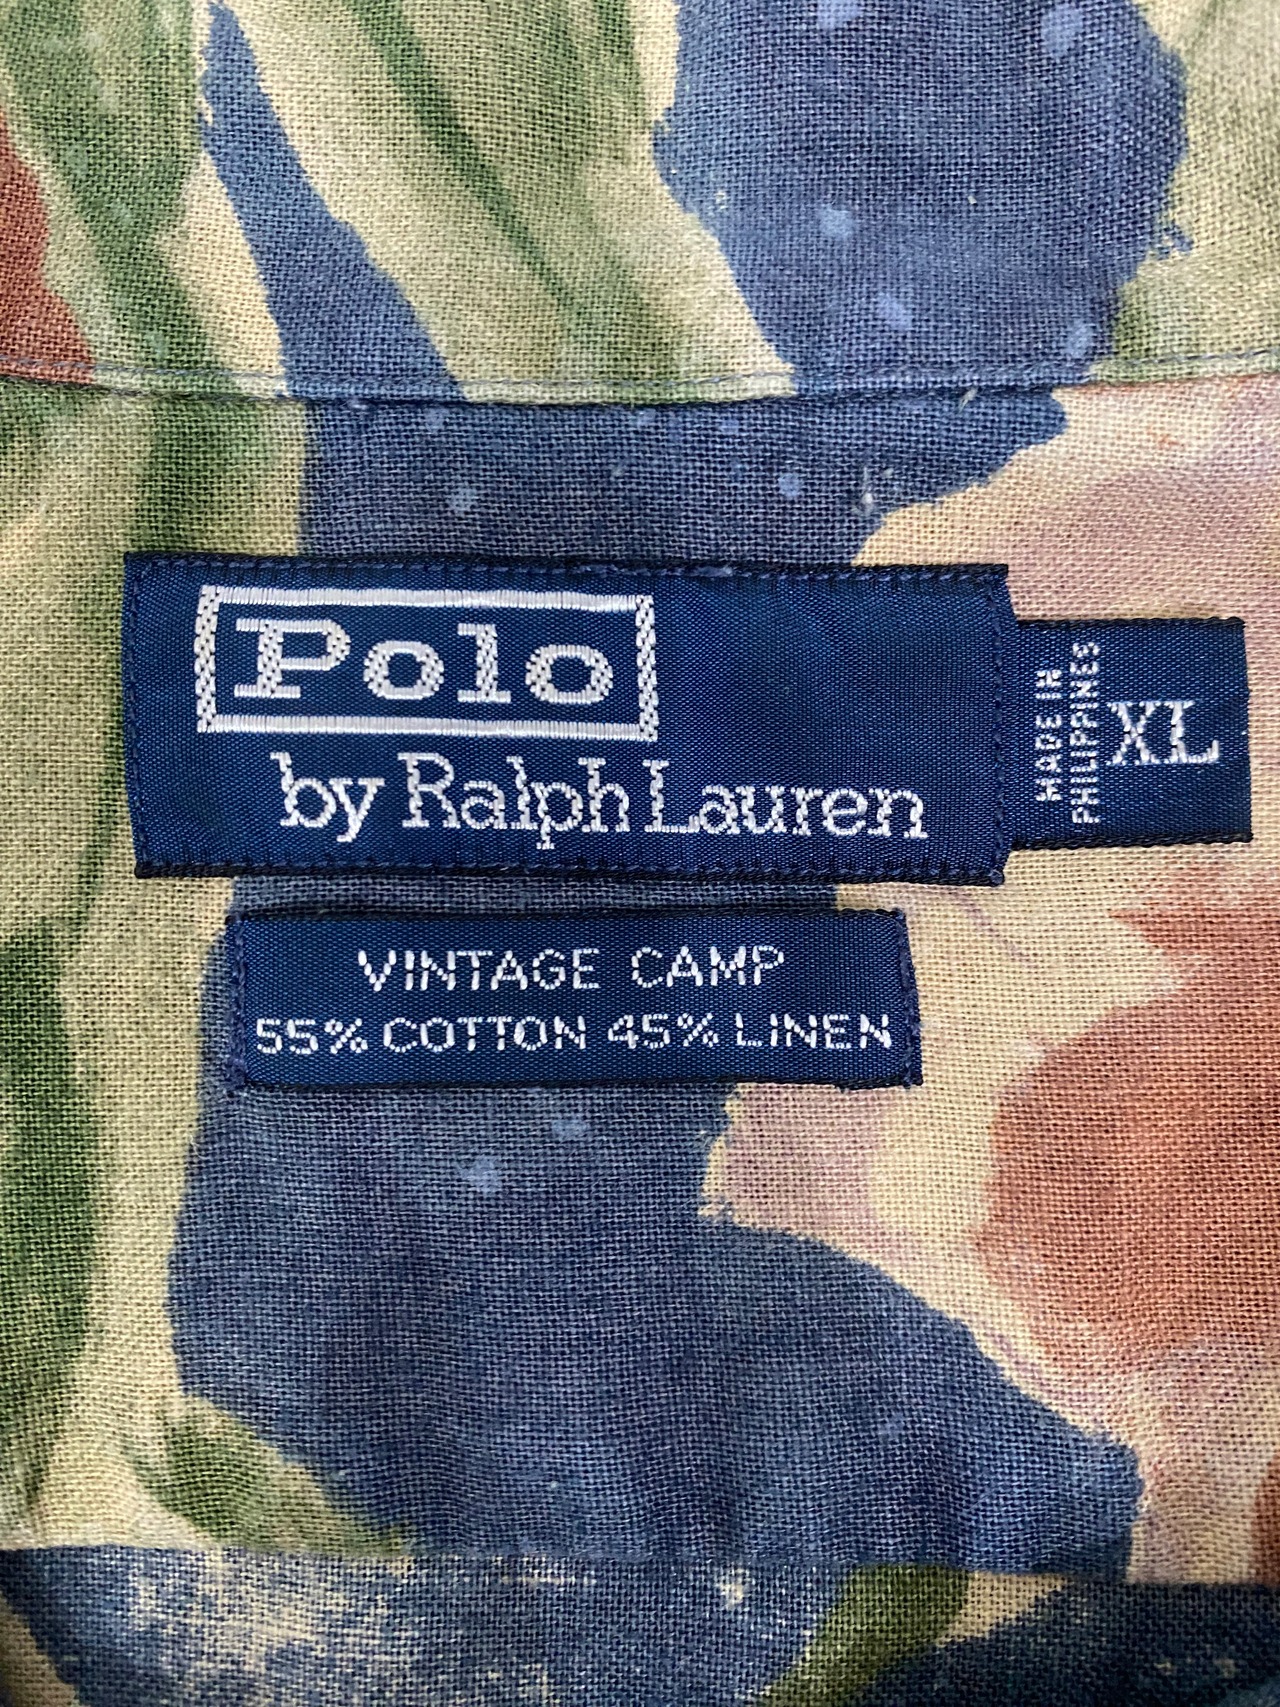 Polo
by Ralph Lauren
MADE IN
PHILIPPINES
XL
VINTAGE CAMP
55% COTTON 45% LINEN